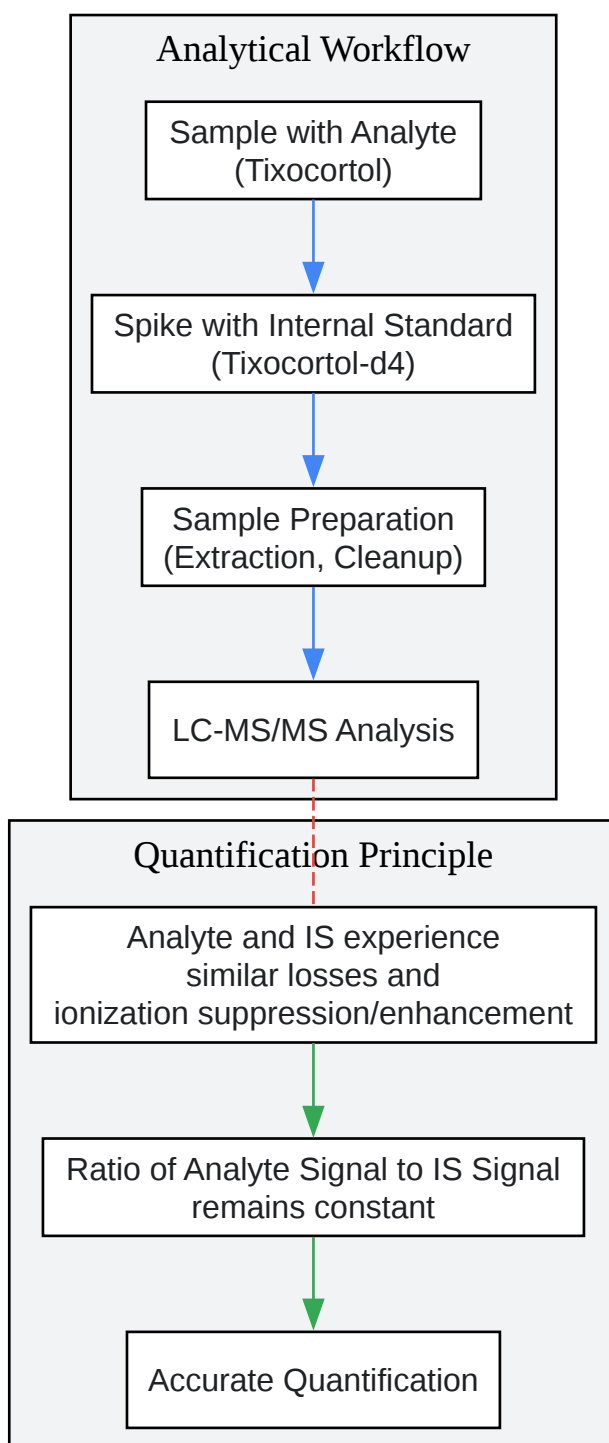 Analytical Workflow
Sample with Analyte
(Tixocortol)
Spike with Internal Standard
(Tixocortol-d4)
Sample Preparation
(Extraction, Cleanup)
LC-MS/MS Analysis
Quantification Principle
Analyte and IS experience
similar losses and
ionization suppression/enhancement
Ratio of Analyte Signal to IS Signal
remains constant
Accurate Quantification